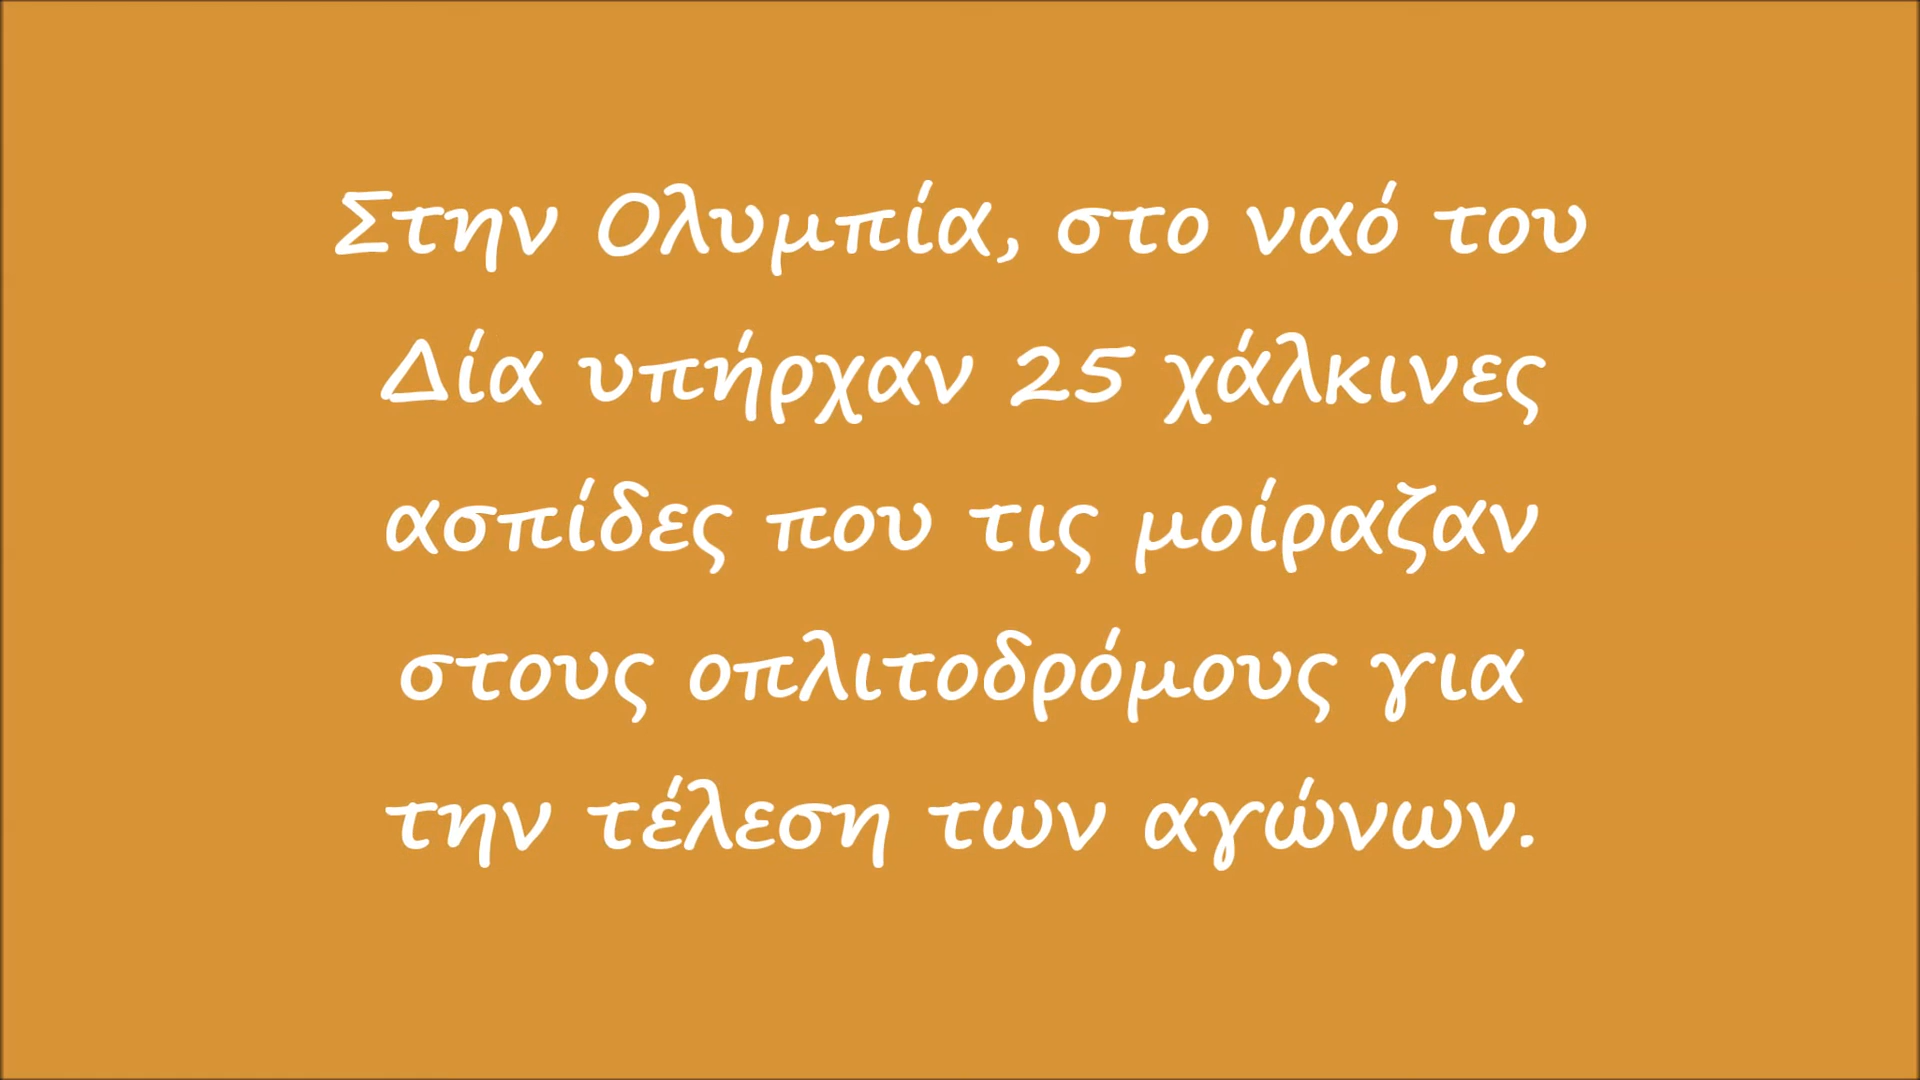 Στην Ολυμπία, στο ναό του
Δία υπήρχαν 25 χάλκινες
ασπίδες που τις μοίραζαν
στους οπλιτοδρόμους για
την τέλεση των αγώνων.